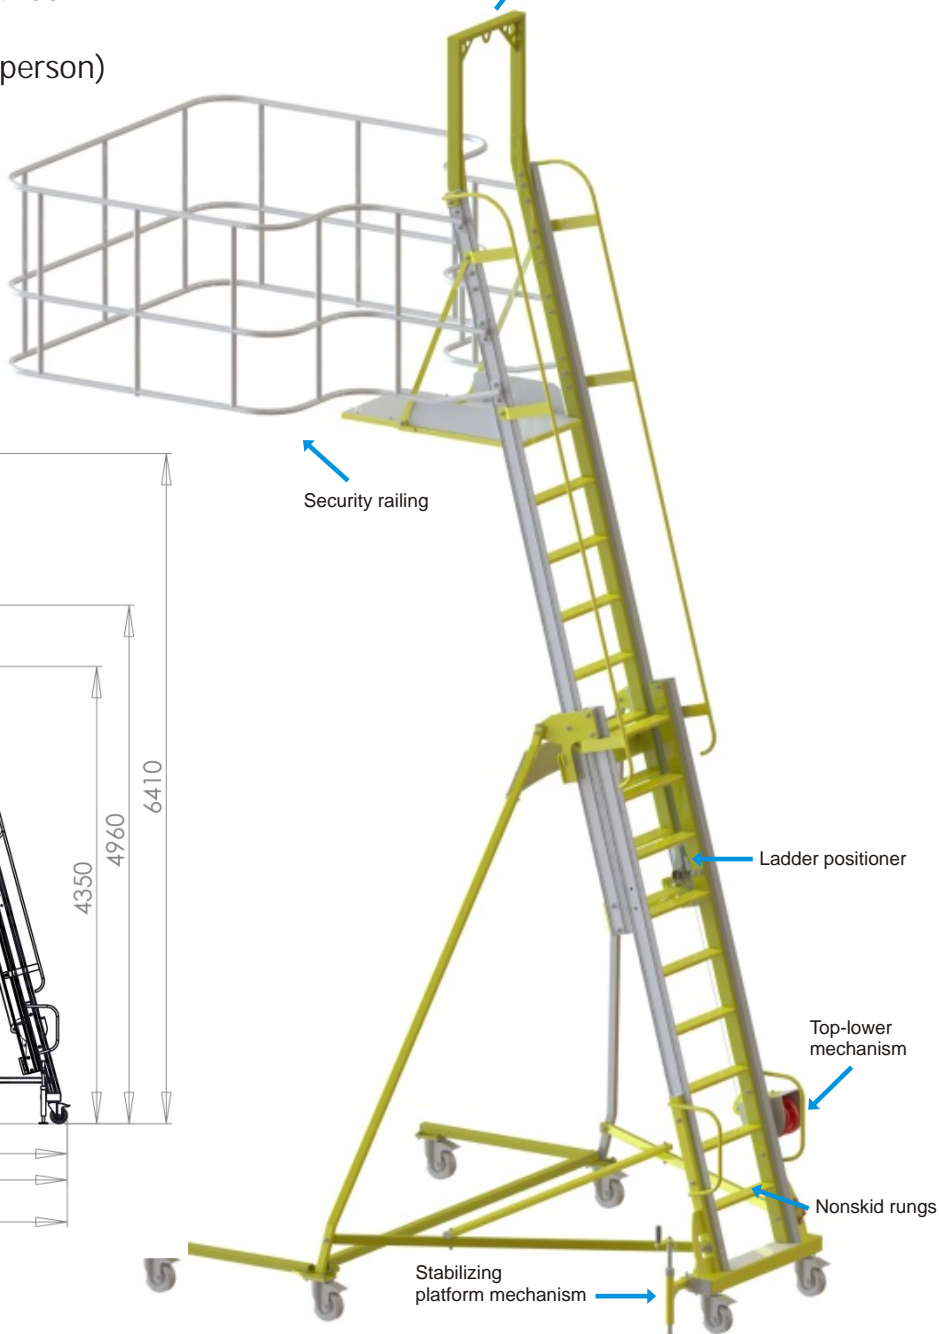 person)
Security railing
6410
4960
4350
Ladder positioner
Top-lower
mechanism
Nonskid rungs
Stabilizing
platform mechanism